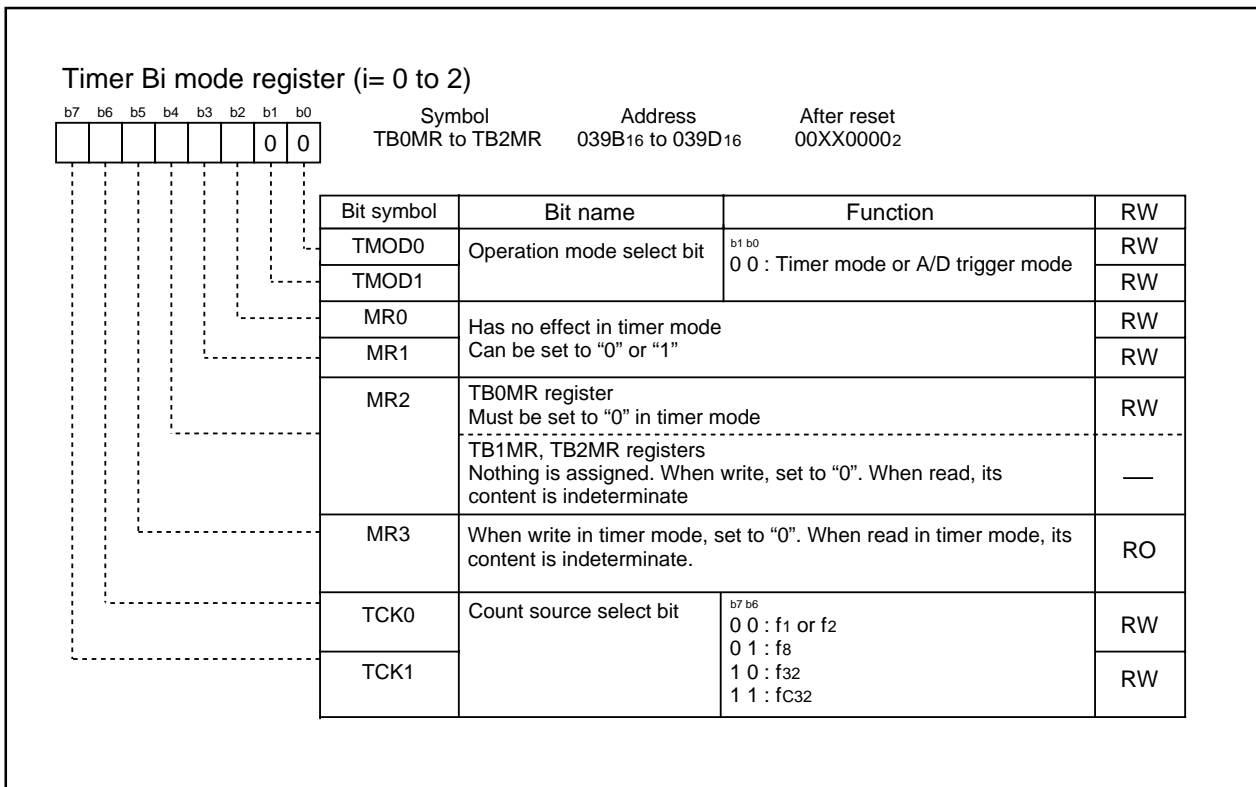 Timer Bi mode register (i= 0 to 2)
b7 b6 b5 b4 b3 b2 b1 b0
Symbol Address After reset
TB0MR to TB2MR 039B16 to 039D16 00XX00002
0 0
Bit symbol Bit name Function RW
TMOD0 Operation mode select bit b1 b0 RW
0 0 : Timer mode or A/D trigger mode
TMOD1 RW
MR0 Has no effect in timer mode RW
MR1 Can be set to “0” or “1” RW
MR2 TB0MR register RW
Must be set to “0” in timer mode
TB1MR, TB2MR registers
Nothing is assigned. When write, set to “0”. When read, its —
content is indeterminate
MR3 When write in timer mode, set to “0”. When read in timer mode, its RO
content is indeterminate.
TCK0 Count source select bit b7 b6 RW
0 0 : f1 or f2
0 1 : f8
TCK1 1 0 : f32 RW
1 1 : fC32